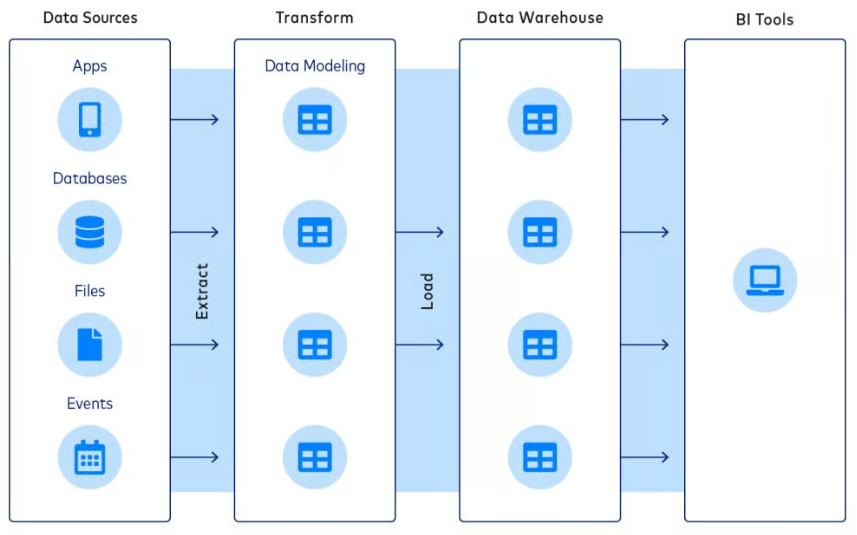 Data Sources
Transform
Data Warehouse
BI Tools
Apps
Data Modeling
Databases
Extract
Load
Files
Events